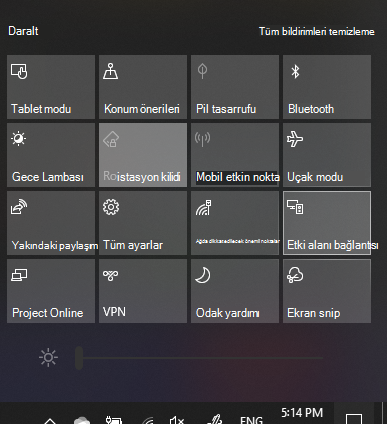 Daralt
Tüm bildirimleri temizleme
Tablet modu
Konum önerileri
Pil tasarrufu
Bluetooth
Gece Lambası
Roistasyon kilidi
Mobil etkin nokta
Uçak modu
Yakındaki paylaşım
Tüm ayarlar
Ağda dikkat edilecek önemli noktalar
Etki alanı bağlantısı
Project Online
VPN
Odak yardımı
Ekran snip
ENG
5:14 PM